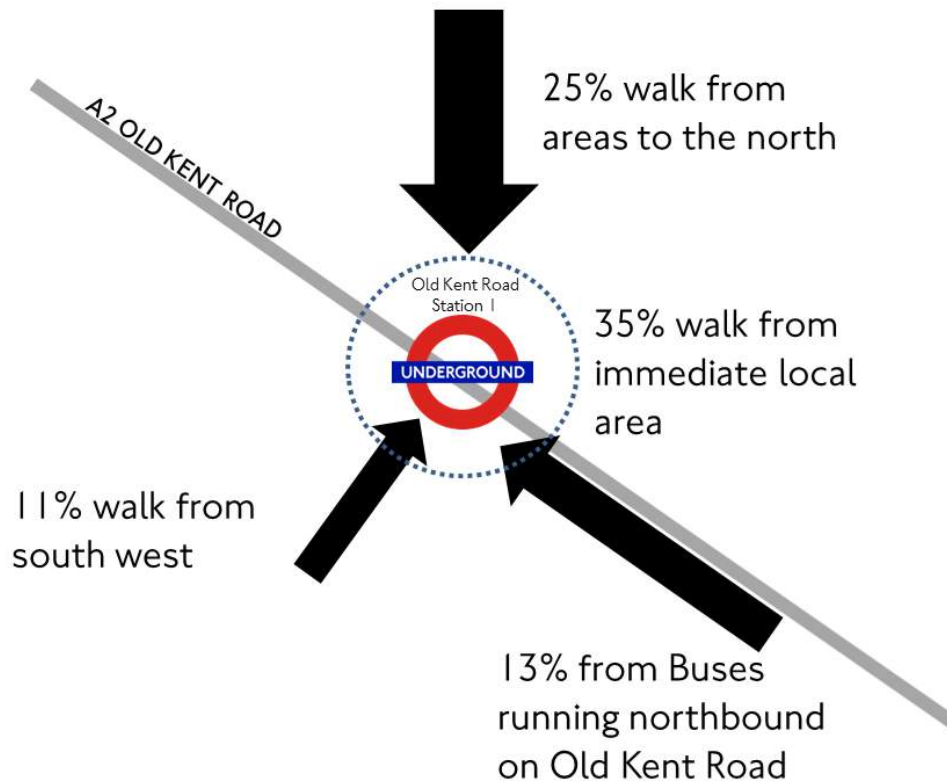 25% walk from
areas to the north
A2 OLD KENT ROAD
Old Kent Road
Station 1
UNDERGROUND
35% walk from
immediate local
area
11% walk from
south west
13% from Buses
running northbound
on Old Kent Road